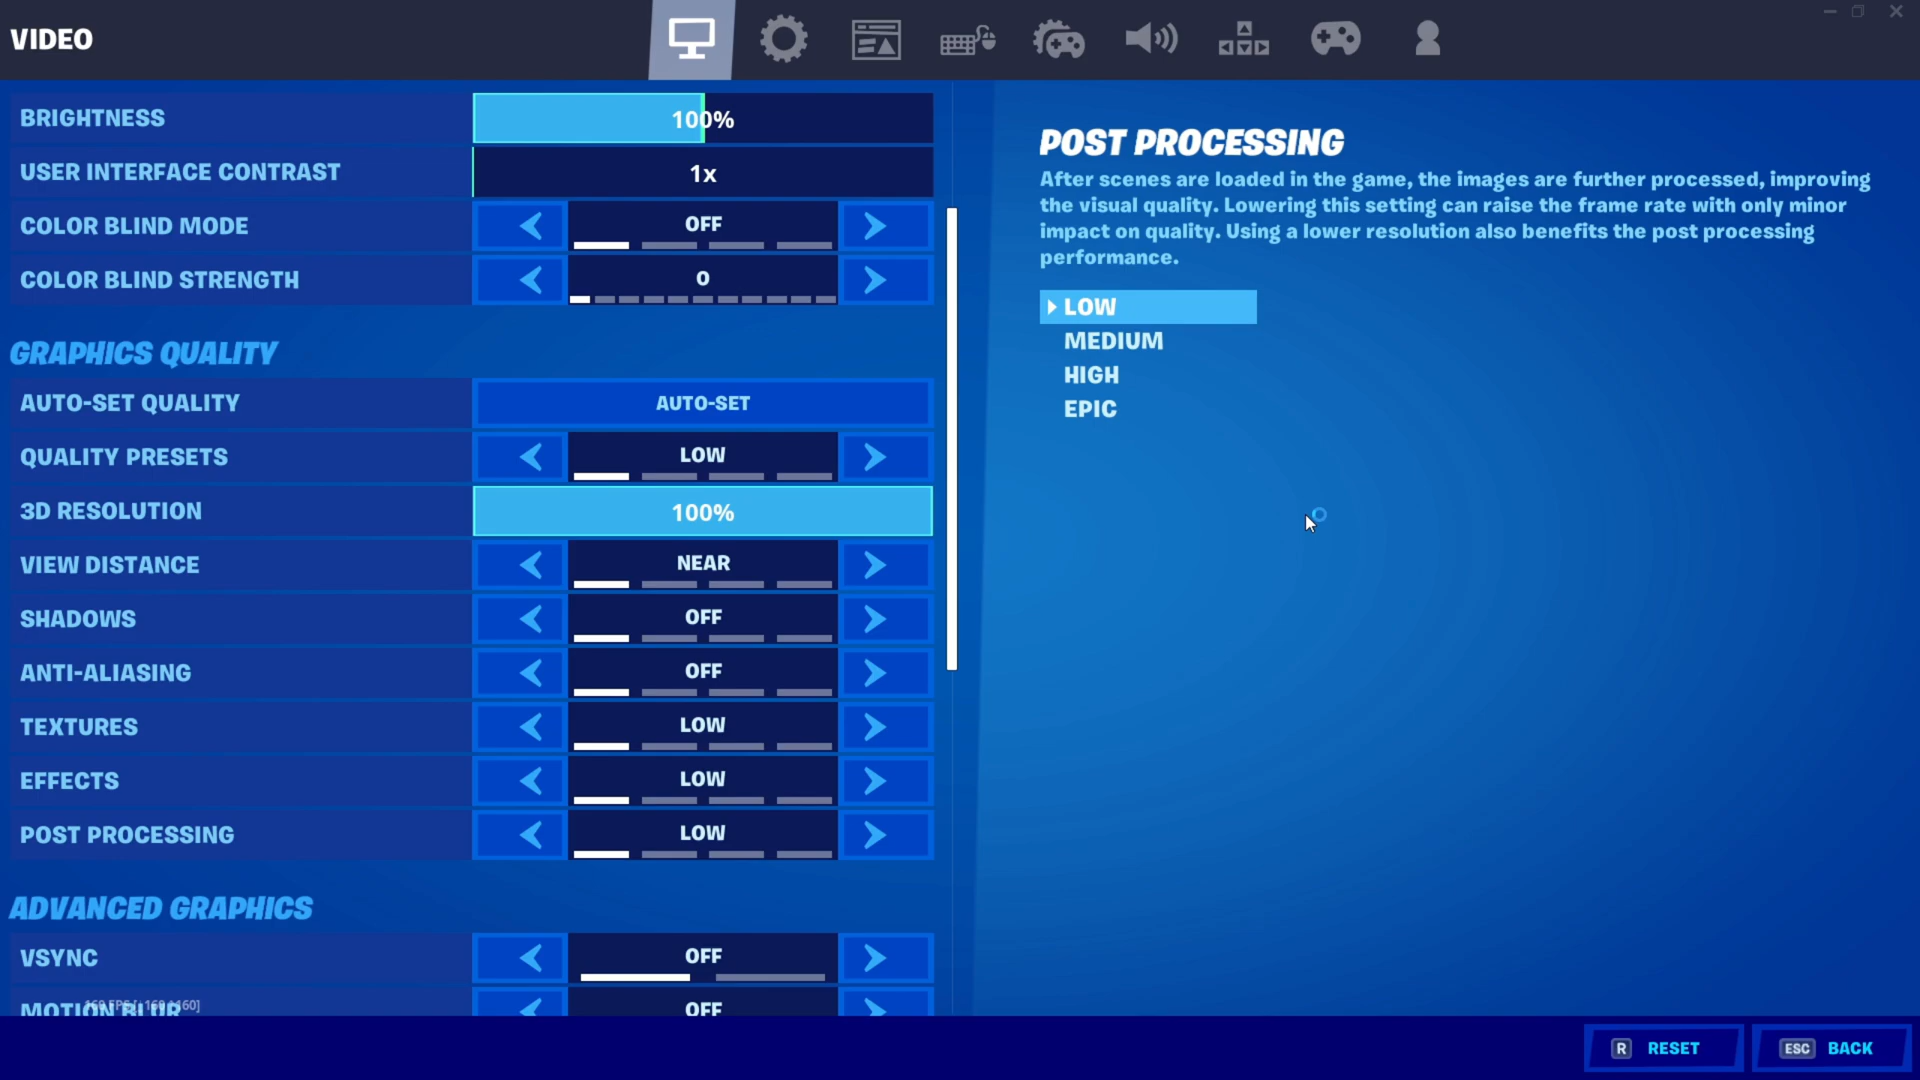 VIDEO
BRIGHTNESS 100%
USER INTERFACE CONTRAST 1x
COLOR BLIND MODE OFF
COLOR BLIND STRENGTH 0
GRAPHICS QUALITY
AUTO-SET QUALITY AUTO-SET
QUALITY PRESETS LOW
3D RESOLUTION 100%
VIEW DISTANCE NEAR
SHADOWS OFF
ANTI-ALIASING OFF
TEXTURES LOW
EFFECTS LOW
POST PROCESSING LOW
ADVANCED GRAPHICS
VSYNC OFF
MOTION BLUR OFF
POST PROCESSING
After scenes are loaded in the game, the images are further processed, improving
the visual quality. Lowering this setting can raise the frame rate with only minor
impact on quality. Using a lower resolution also benefits the post processing
performance.
LOW
MEDIUM
HIGH
EPIC
R RESET
ESC BACK